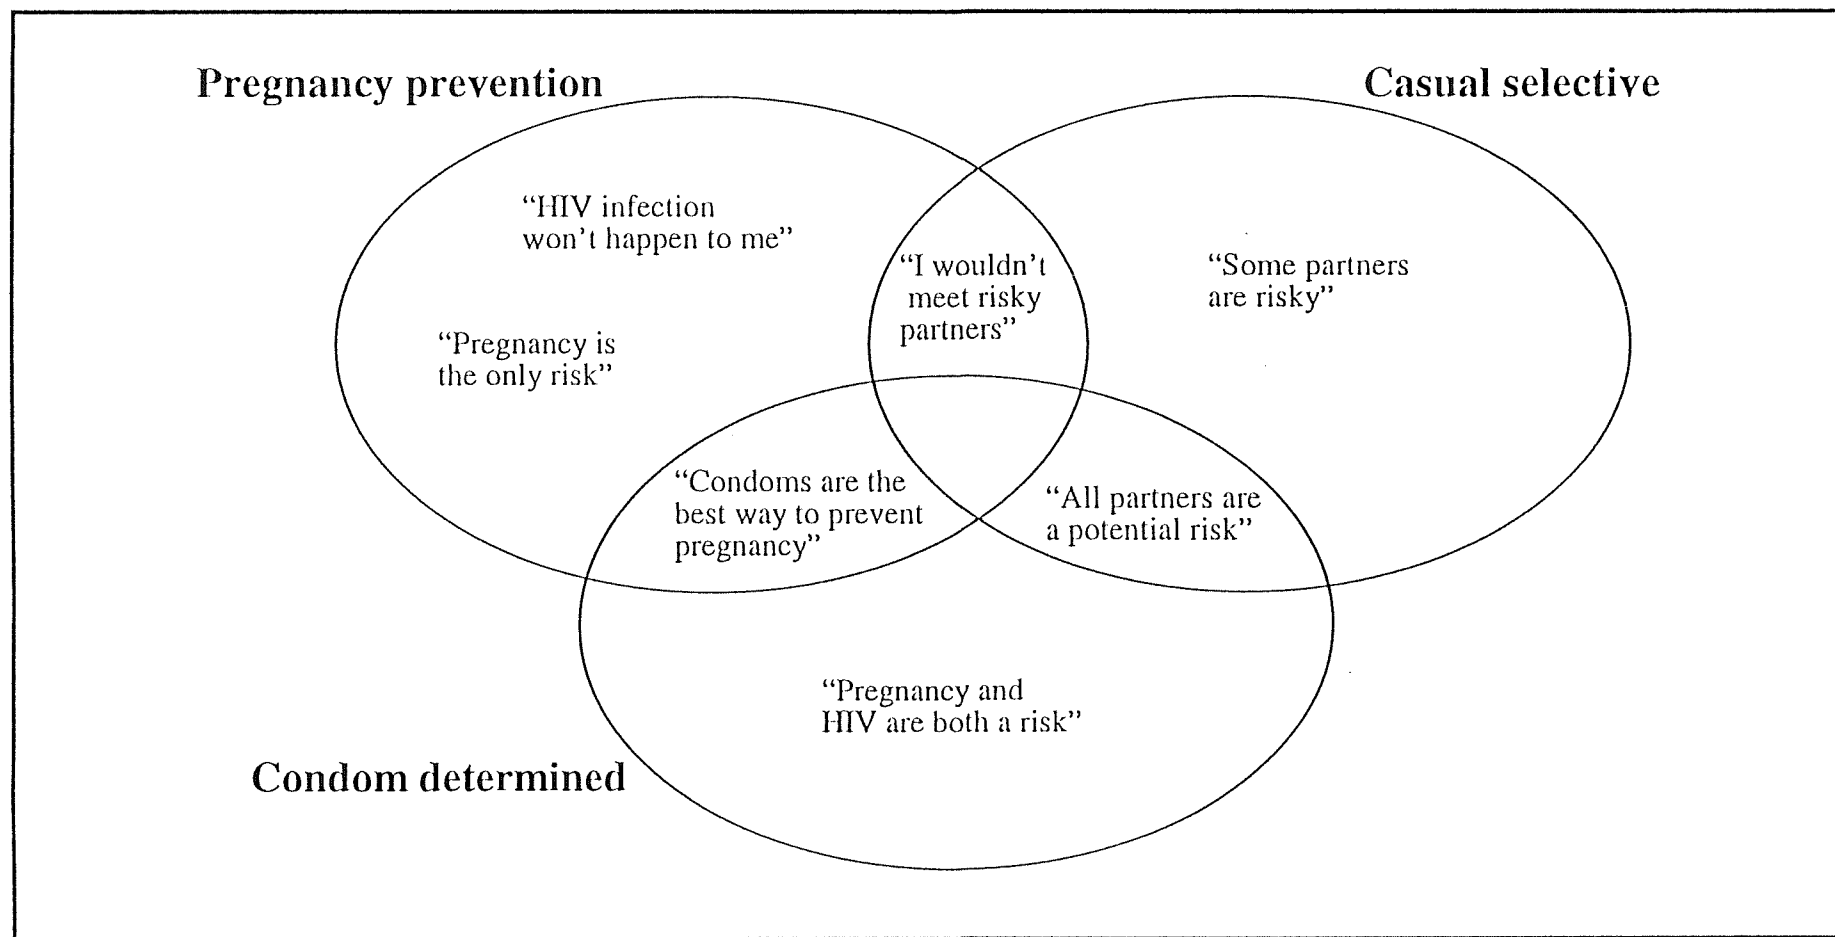 Pregnancy prevention
Casual selective
“HIV infection
won’t happen to me”
“I wouldn’t
meet risky
partners”
“Some partners
are risky”
“Pregnancy is
the only risk”
“Condoms are the
best way to prevent
pregnancy”
“All partners are
a potential risk”
“Pregnancy and
HIV are both a risk”
Condom determined